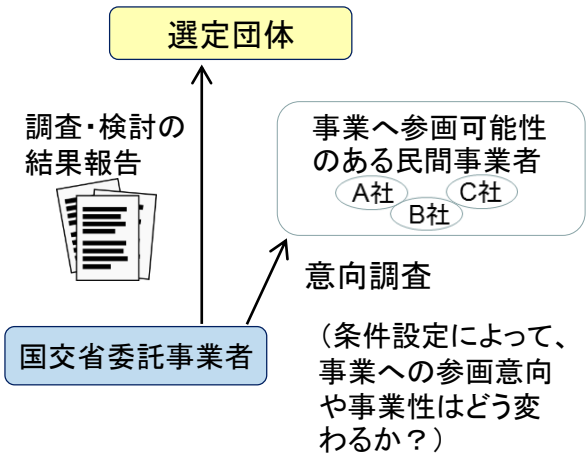 選定団体
調査・検討の
結果報告
事業へ参画可能性
のある民間事業者
A社
C社
B社
意向調査
国交省委託事業者
(条件設定によって、
事業への参画意向
や事業性はどう変
わるか?)